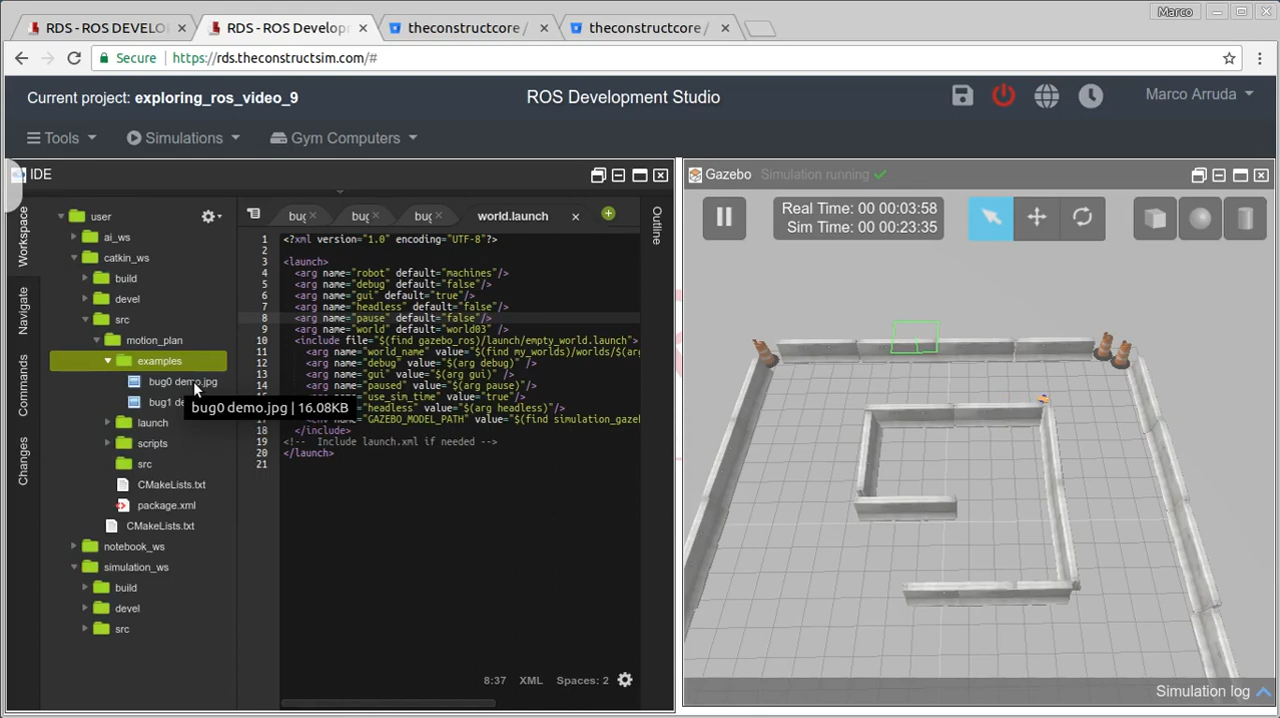 Marco
RDS - ROS DEVELO
RDS - ROS Develop
theconstructcore /
theconstructcore /
Secure
https://rds.theconstructsim.com/#
Current project: exploring_ros_video_9
ROS Development Studio
Marco Arruda
Tools
Simulations
Gym Computers
IDE
Gazebo
Simulation running
Workspace
Navigate
Commands
Changes
user
ai_ws
catkin_ws
build
devel
src
motion_plan
examples
bug0 demo.jpg
bug1 de
bug0 demo.jpg | 16.08KB
launch
scripts
src
CMakeLists.txt
package.xml
CMakeLists.txt
notebook_ws
simulation_ws
build
devel
src
bug
bug
bug
world.launch
Outline
1 <?xml version="1.0" encoding="UTF-8"?>
2
3 <launch>
4 <arg name="robot" default="machines"/>
5 <arg name="debug" default="false"/>
6 <arg name="gui" default="true"/>
7 <arg name="headless" default="false"/>
8 <arg name="pause" default="false"/>
9 <arg name="world" default="world03" />
10 <include file="$(find gazebo_ros)/launch/empty_world.launch">
11 <arg name="world_name" value="$(find my_worlds)/worlds/$(arg
12 <arg name="debug" value="$(arg debug)" />
13 <arg name="gui" value="$(arg gui)" />
14 <arg name="paused" value="$(arg pause)"/>
use_sim_time" value="true"/>
headless" value="$(arg headless)"/>
17 name="GAZEBO_MODEL_PATH" value="$(find simulation_gazeb
18 </include>
19 <!-- Include launch.xml if needed -->
20 </launch>
21
8:37
XML
Spaces: 2
Real Time: 00 00:03:58
Sim Time: 00 00:23:35
Simulation log